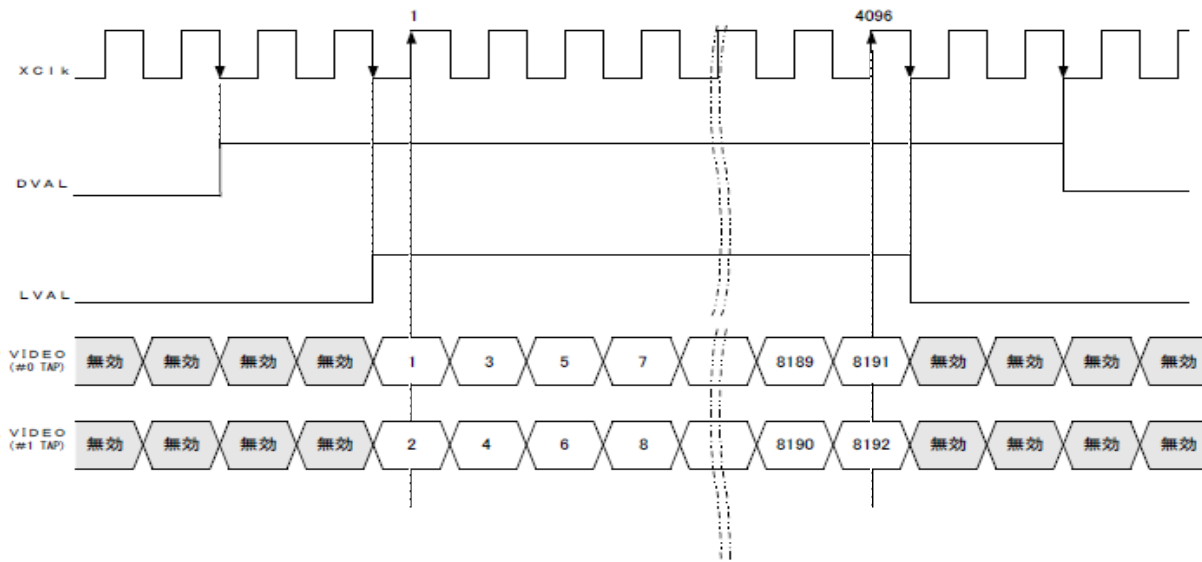 1 4096
XClk
DVAL
LVAL
VIDEO
(#0 TAP)
無効 無効 無効 無効 1 3 5 7 8189 8191 無効 無効 無効 無効
VIDEO
(#1 TAP)
無効 無効 無効 無効 2 4 6 8 8190 8192 無効 無効 無効 無効